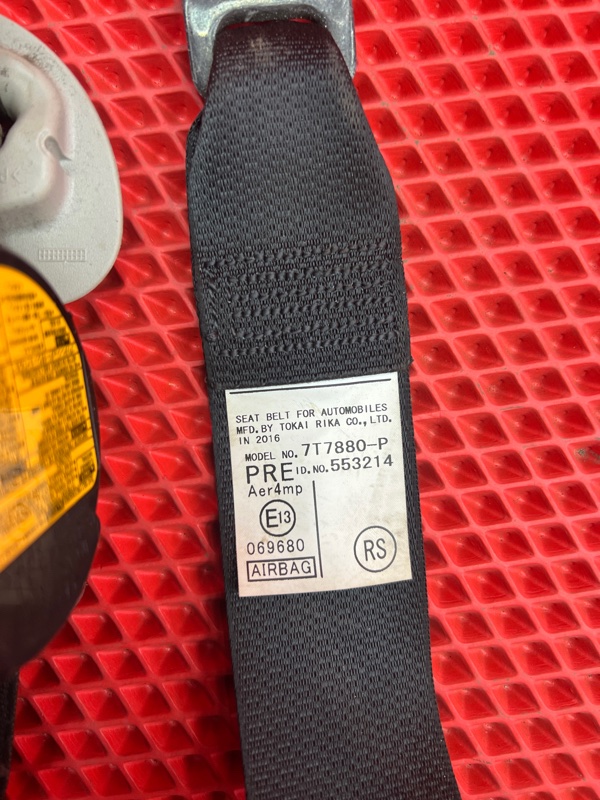 SEAT BELT FOR AUTOMOBILES
MFD. BY TOKAI RIKA CO., LTD.
IN 2016
MODEL NO. 7T7880-P
PRE ID.NO. 553214
Aer4mp
E13
069680
AIRBAG
RS